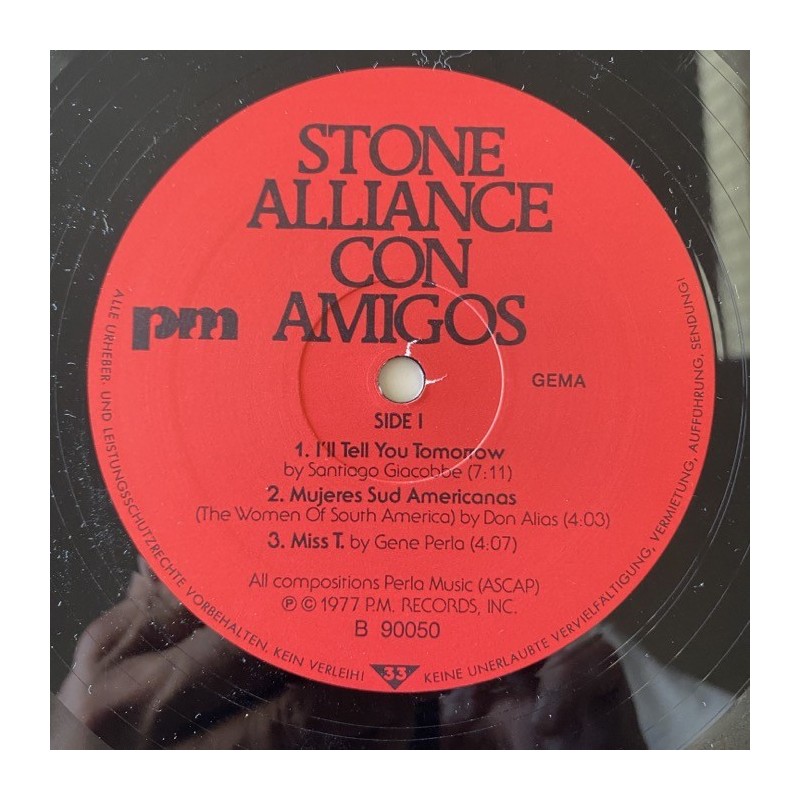 STONE
ALLIANCE
CON
AMIGOS
pm
GEMA
SIDE 1
1. I'll Tell You Tomorrow
by Santiago Giacobbe (7:11)
2. Mujeres Sud Americanas
(The Women Of South America) by Don Alias (4:03)
3. Miss T. by Gene Perla (4:07)
All compositions Perla Music (ASCAP)
℗ © 1977 P.M. RECORDS, INC.
B 90050
ALLE URHEBER. UND LEISTUNGSSCHUTZRECHTE VORBEHALTEN, KEIN VERLEIH! 33 KEINE UNERLAUBTE VERVIELFÄLTIGUNG, VERMIETUNG, AUFFÜHRUNG, SENDUNG!